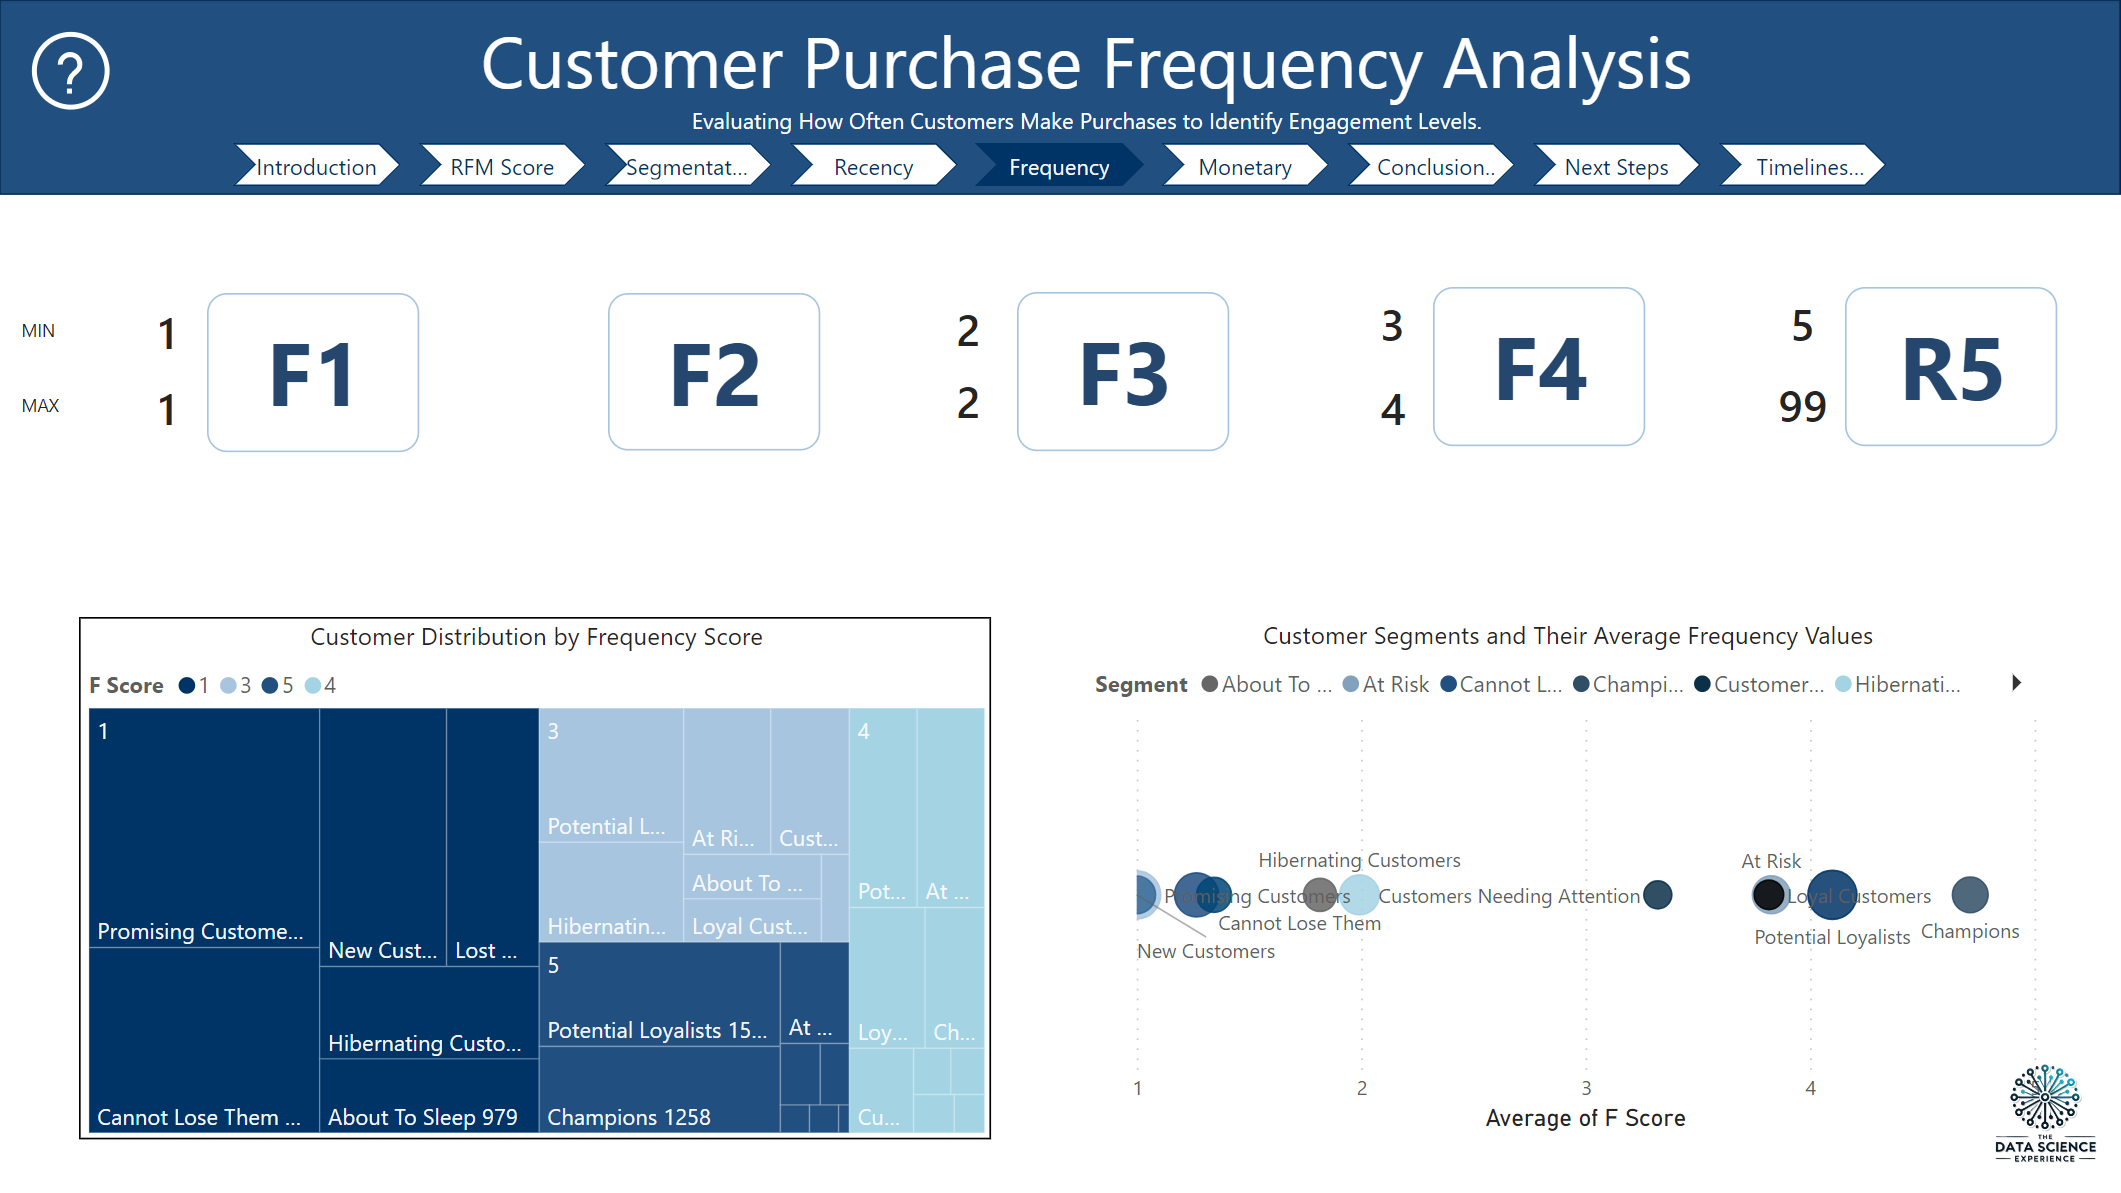 ?
Customer Purchase Frequency Analysis
Evaluating How Often Customers Make Purchases to Identify Engagement Levels.
Introduction
RFM Score
Segmentat...
Recency
Frequency
Monetary
Conclusion..
Next Steps
Timelines...
MIN
MAX
1
1
F1
F2
2
2
F3
3
4
F4
5
99
R5
Customer Distribution by Frequency Score
F Score 1 3 5 4
1
Promising Custome...
Cannot Lose Them ...
New Cust...
Lost ...
Hibernating Custo...
About To Sleep 979
3
Potential L...
Hibernatin...
At Ri...
Cust...
About To ...
Loyal Cust...
5
Potential Loyalists 15...
Champions 1258
At ...
4
Pot...
At ...
Loy...
Ch...
Cu...
Customer Segments and Their Average Frequency Values
Segment About To ... At Risk Cannot L... Champi... Customer... Hibernati...
Hibernating Customers
Promising Customers
Cannot Lose Them
New Customers
Customers Needing Attention
At Risk
Loyal Customers
Potential Loyalists
Champions
1 2 3 4
Average of F Score
THE
DATA SCIENCE
EXPERIENCE